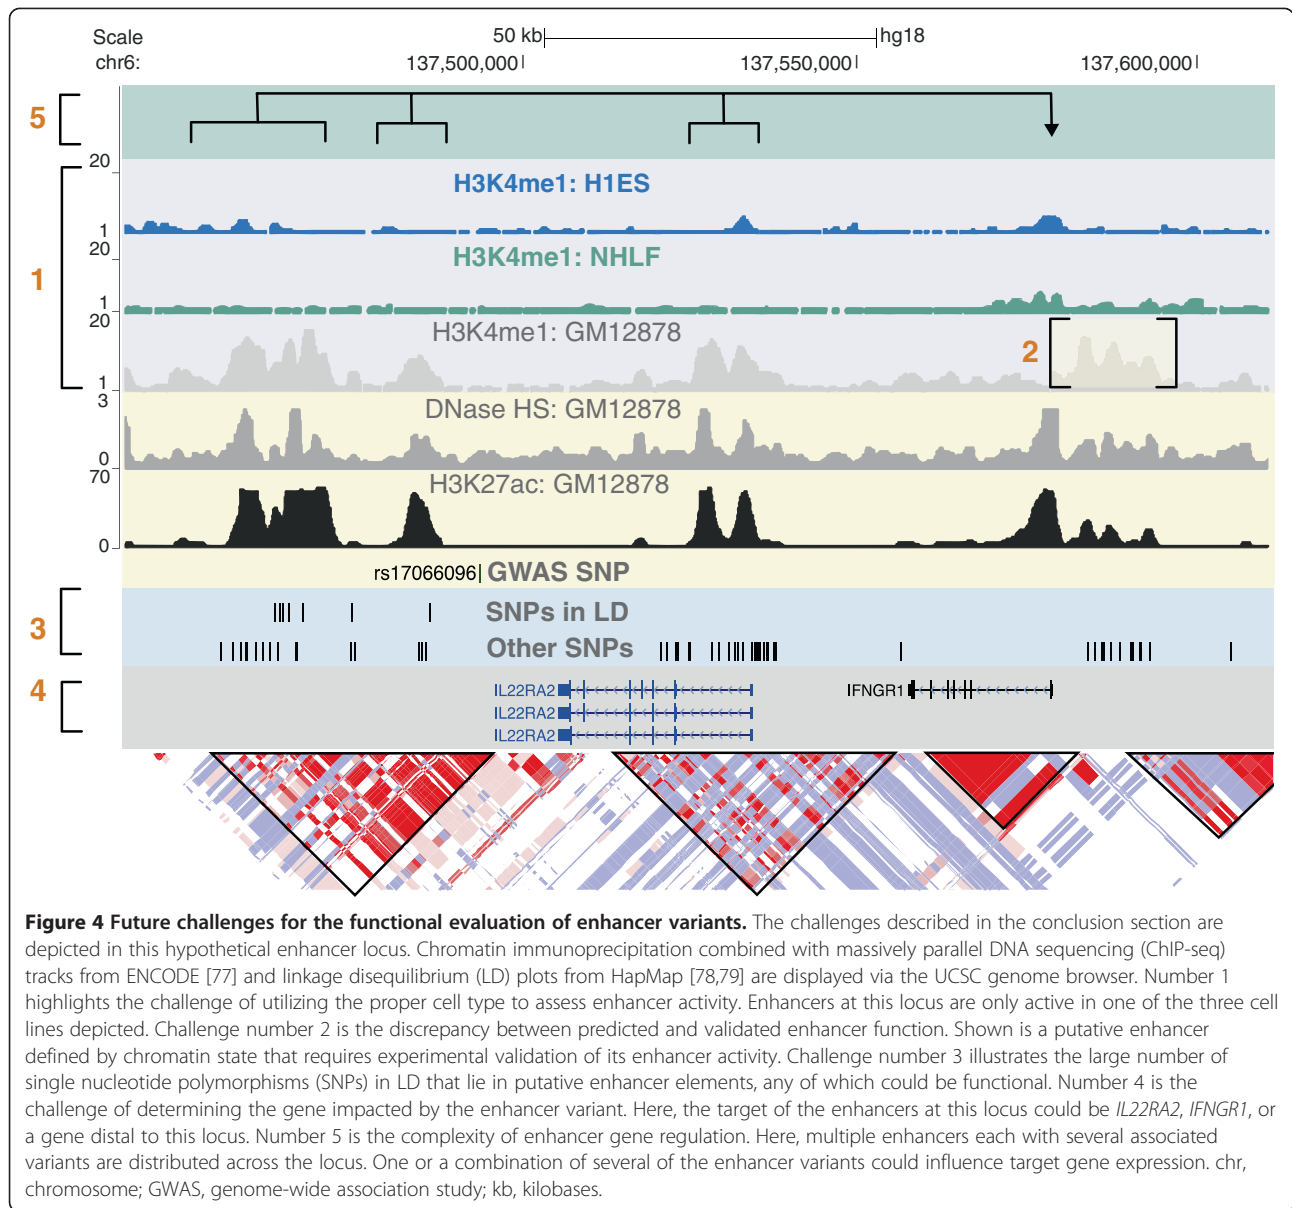 Scale 50 kb hg18
chr6: 137,500,000 137,550,000 137,600,000
5
20
H3K4me1: H1ES
1
20
H3K4me1: NHLF
1
1
20
H3K4me1: GM12878
2
1
3
DNase HS: GM12878
0
70
H3K27ac: GM12878
0
rs17066096 GWAS SNP
3
SNPs in LD
Other SNPs
4
IL22RA2 IFNGR1
IL22RA2
IL22RA2
Figure 4 Future challenges for the functional evaluation of enhancer variants. The challenges described in the conclusion section are
depicted in this hypothetical enhancer locus. Chromatin immunoprecipitation combined with massively parallel DNA sequencing (ChIP-seq)
tracks from ENCODE [77] and linkage disequilibrium (LD) plots from HapMap [78,79] are displayed via the UCSC genome browser. Number 1
highlights the challenge of utilizing the proper cell type to assess enhancer activity. Enhancers at this locus are only active in one of the three cell
lines depicted. Challenge number 2 is the discrepancy between predicted and validated enhancer function. Shown is a putative enhancer
defined by chromatin state that requires experimental validation of its enhancer activity. Challenge number 3 illustrates the large number of
single nucleotide polymorphisms (SNPs) in LD that lie in putative enhancer elements, any of which could be functional. Number 4 is the
challenge of determining the gene impacted by the enhancer variant. Here, the target of the enhancers at this locus could be IL22RA2, IFNGR1, or
a gene distal to this locus. Number 5 is the complexity of enhancer gene regulation. Here, multiple enhancers each with several associated
variants are distributed across the locus. One or a combination of several of the enhancer variants could influence target gene expression. chr,
chromosome; GWAS, genome-wide association study; kb, kilobases.